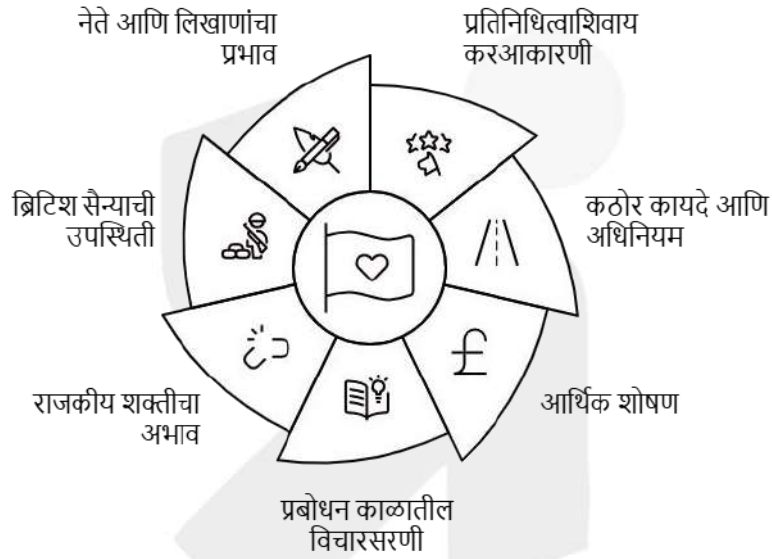 नेते आणि लिखाणांचा
प्रभाव
प्रतिनिधित्वाशिवाय
करआकारणी
ब्रिटिश सैन्याची
उपस्थिती
कठोर कायदे आणि
अधिनियम
राजकीय शक्तीचा
अभाव
आर्थिक शोषण
प्रबोधन काळातील
विचारसरणी